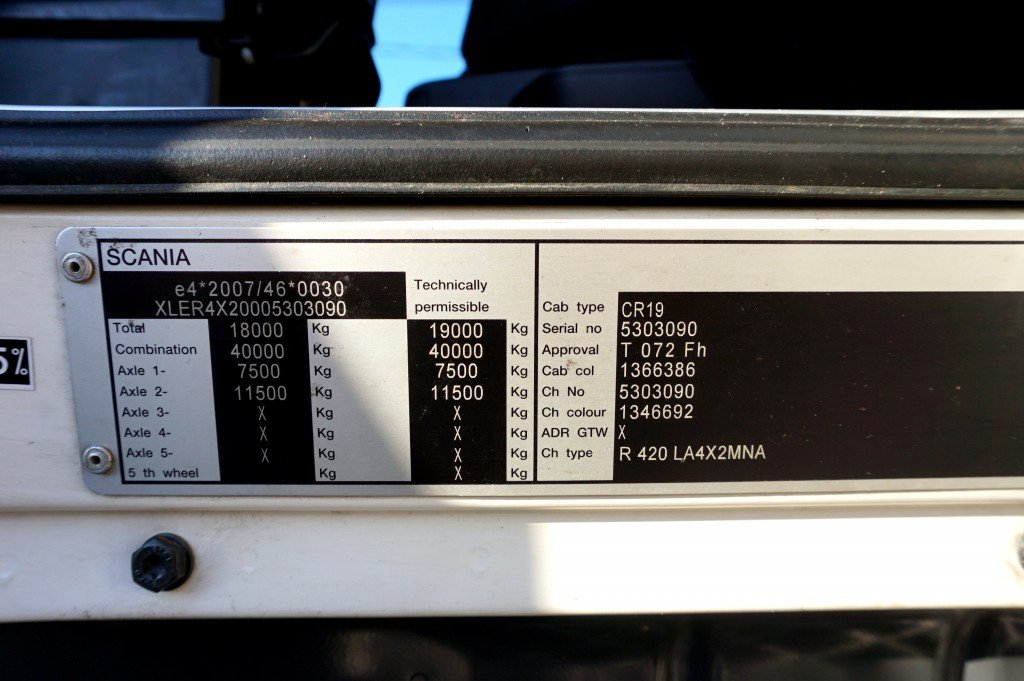 SCANIA
e4*2007/46*0030
XLER4X20005303090
Technically
permissible
Total 18000 Kg 19000 Kg
Combination 40000 Kg 40000 Kg
Axle 1- 7500 Kg 7500 Kg
Axle 2- 11500 Kg 11500 Kg
Axle 3- X Kg X Kg
Axle 4- X Kg X Kg
Axle 5- X Kg X Kg
5 th wheel Kg X Kg
Cab type CR19
Serial no 5303090
Approval T 072 Fh
Cab col 1366386
Ch No 5303090
Ch colour 1346692
ADR GTW X
Ch type R 420 LA4X2MNA
5%